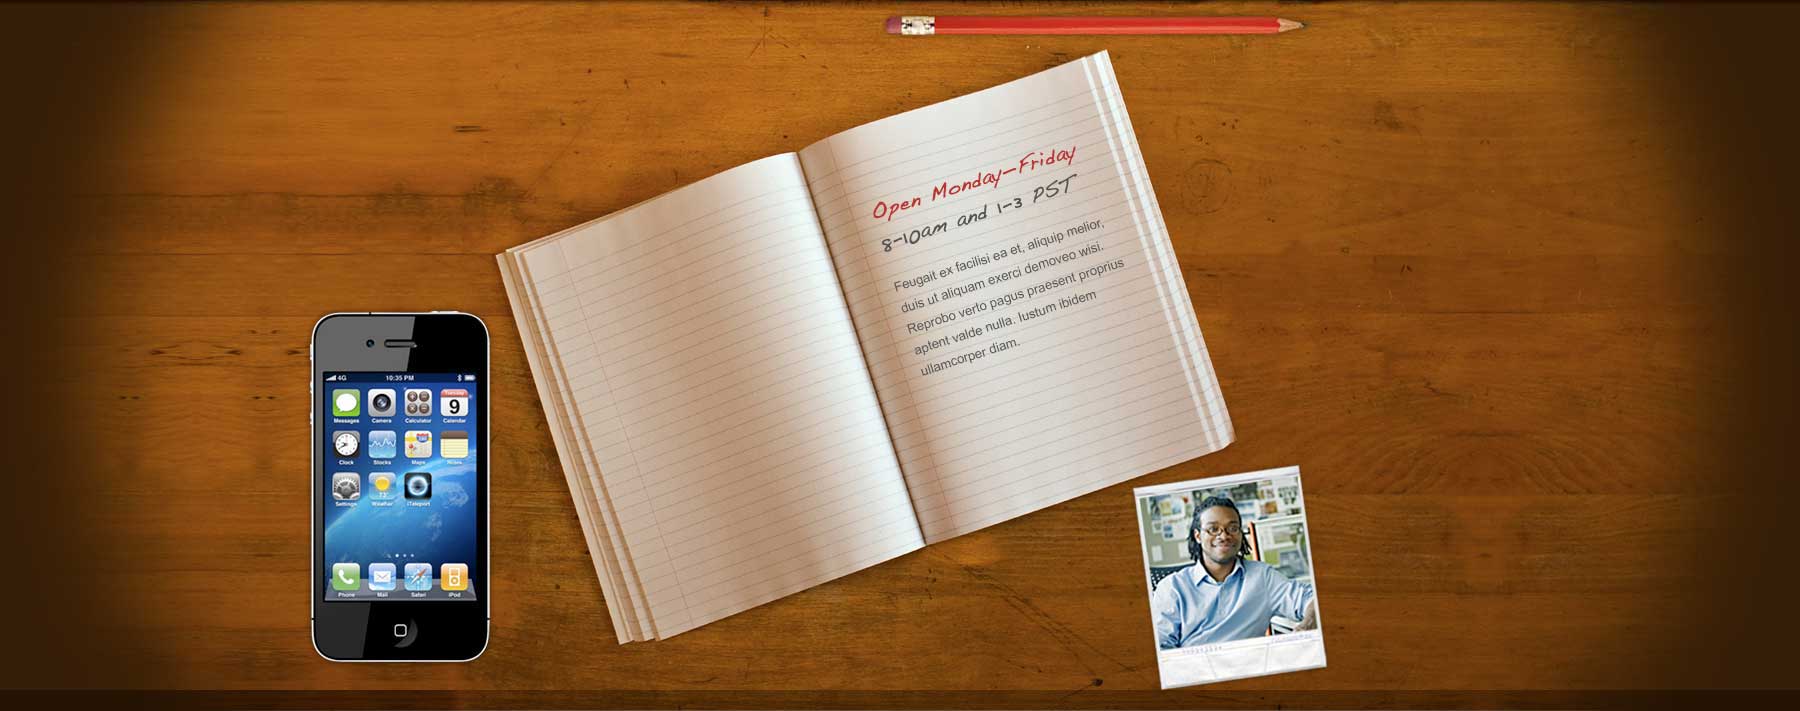 Open Monday–Friday
8-10am and 1-3 PST
Feugait ex facilisi ea et, aliquip melior,
duis ut aliquam exerci demoveo wisi.
Reprobo verto pagus praesent proprius
aptent valde nulla. Iustum ibidem
ullamcorper diam.
4G 10:35 PM
Tuesday
9
Messages Camera Calculator Calendar
Clock Stocks Maps Notes
73°
Settings Weather iTeleport
Phone Mail Safari iPod